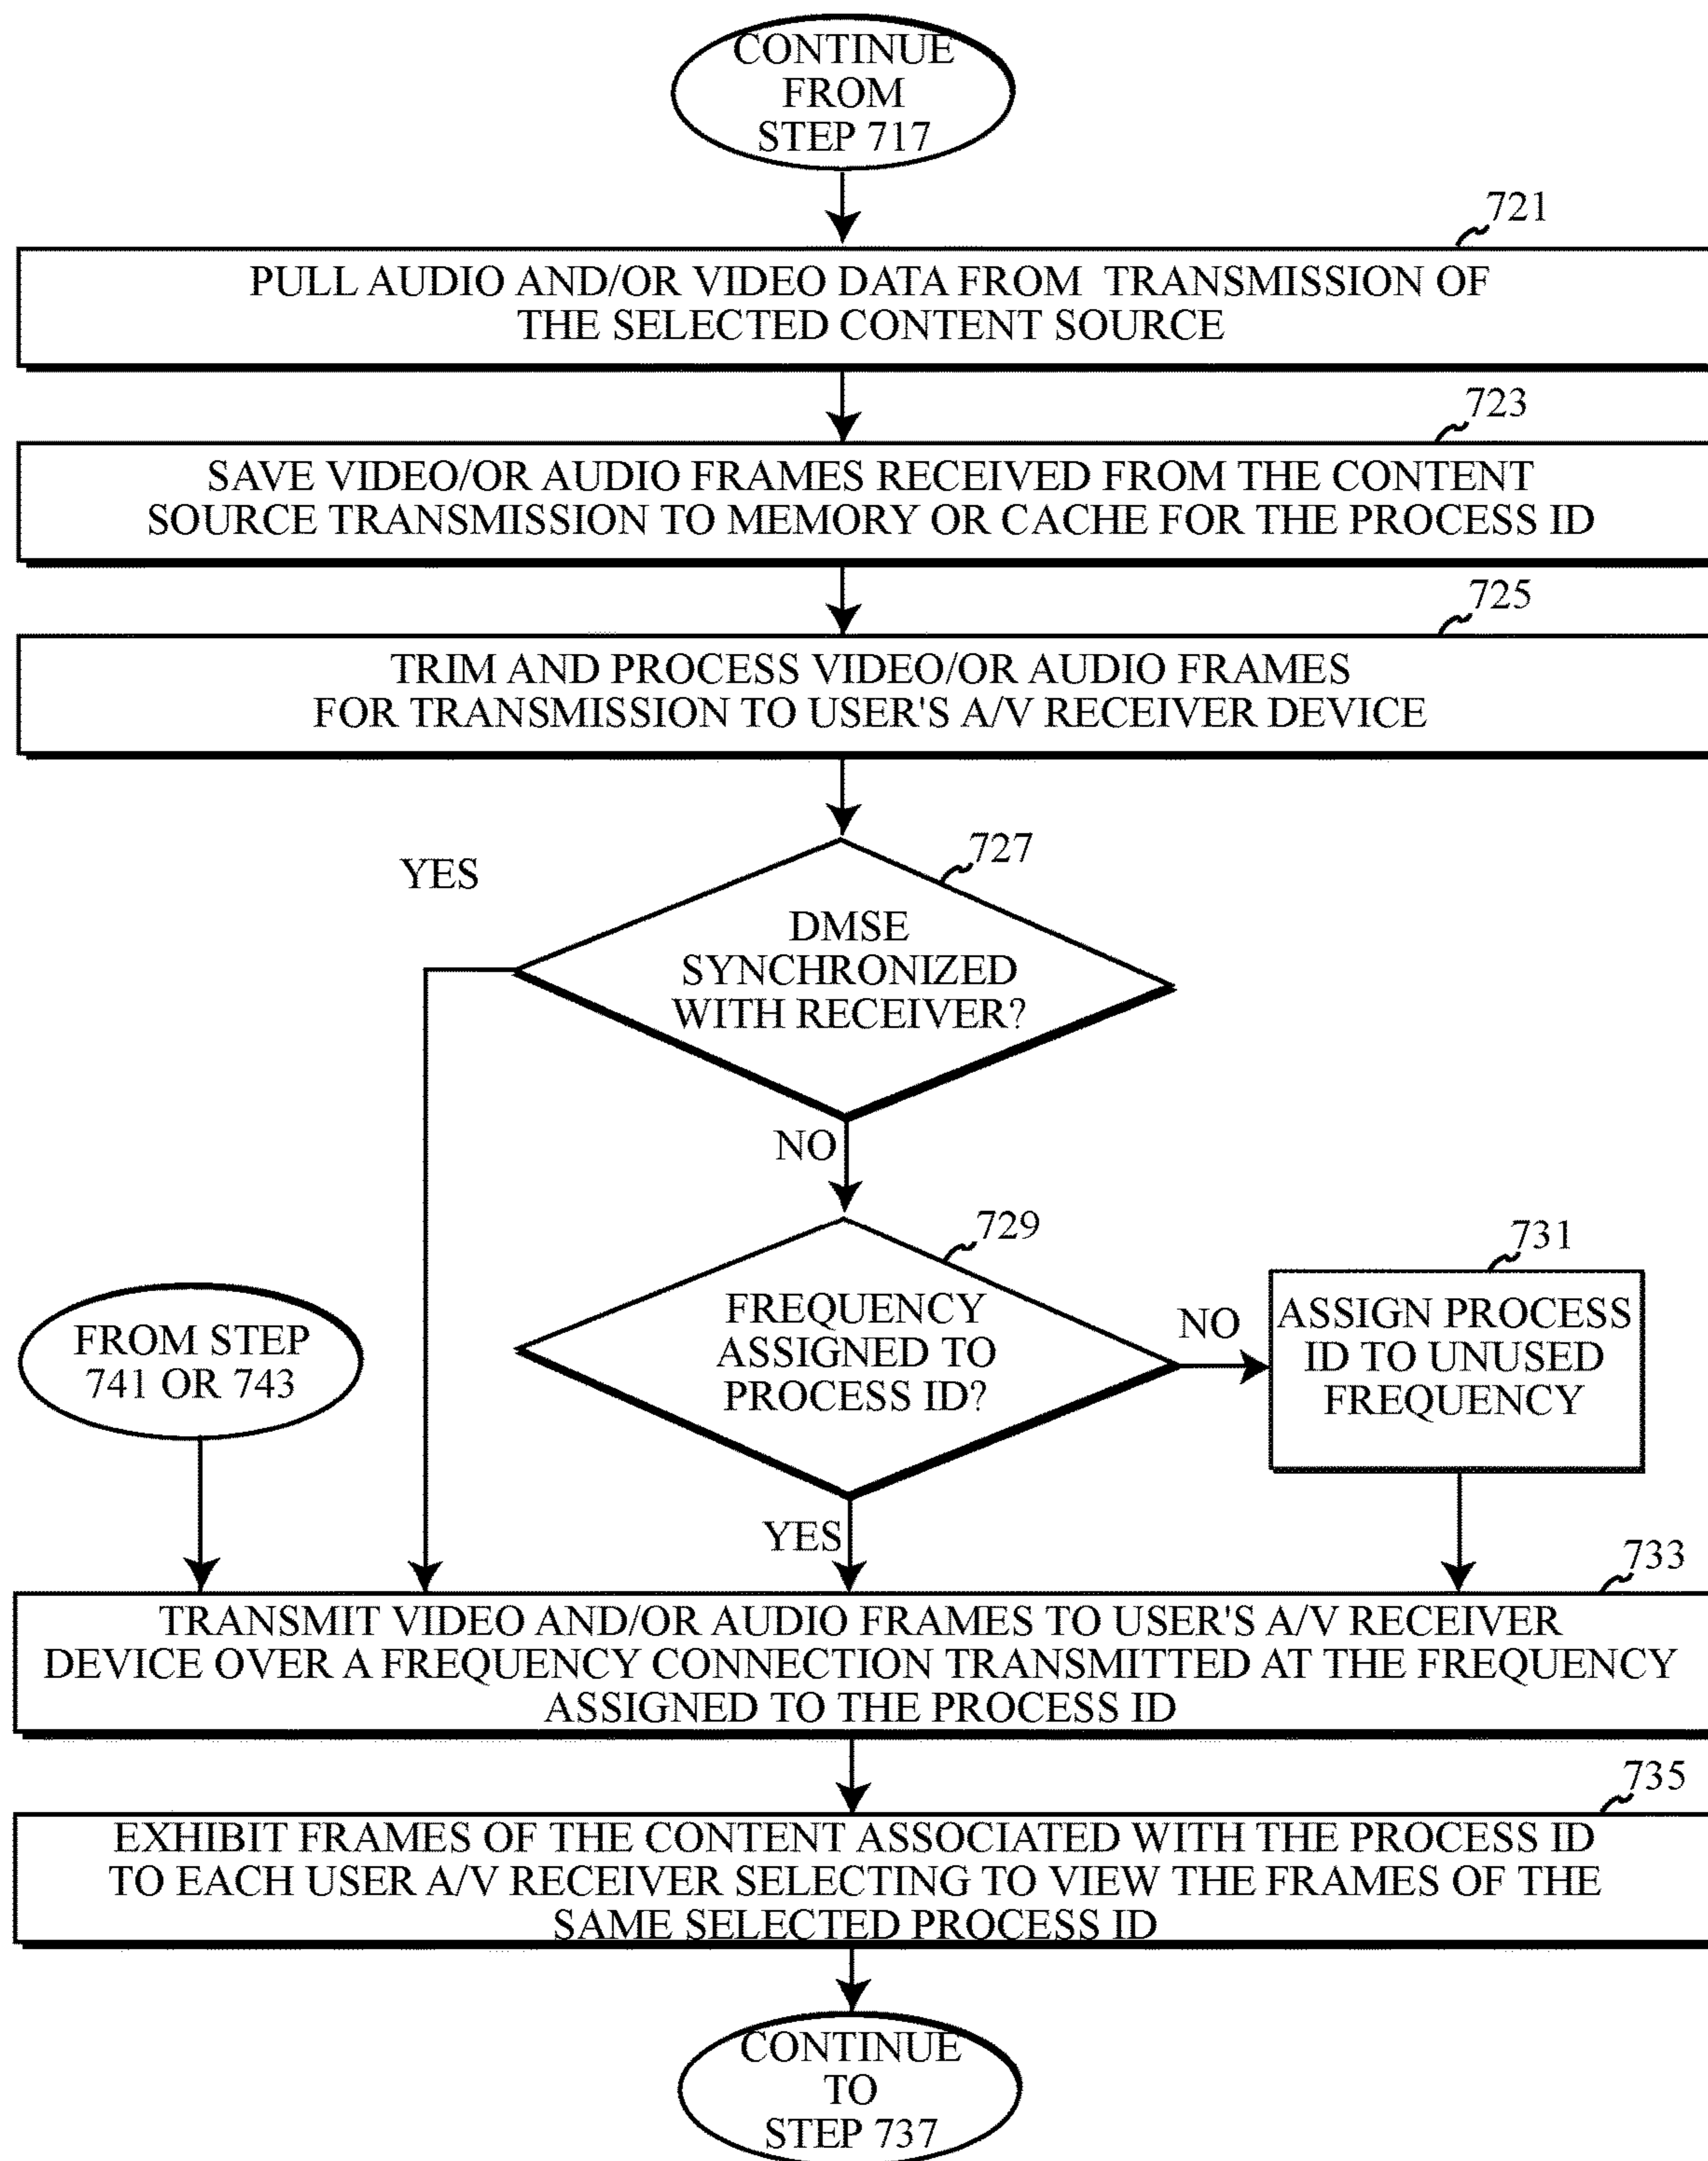 CONTINUE
FROM
STEP 717
721
PULL AUDIO AND/OR VIDEO DATA FROM TRANSMISSION OF
THE SELECTED CONTENT SOURCE
723
SAVE VIDEO/OR AUDIO FRAMES RECEIVED FROM THE CONTENT
SOURCE TRANSMISSION TO MEMORY OR CACHE FOR THE PROCESS ID
725
TRIM AND PROCESS VIDEO/OR AUDIO FRAMES
FOR TRANSMISSION TO USER'S A/V RECEIVER DEVICE
727
YES
DMSE
SYNCHRONIZED
WITH RECEIVER?
NO
729
FREQUENCY
ASSIGNED TO
PROCESS ID?
NO
731
ASSIGN PROCESS
ID TO UNUSED
FREQUENCY
FROM STEP
741 OR 743
YES
733
TRANSMIT VIDEO AND/OR AUDIO FRAMES TO USER'S A/V RECEIVER
DEVICE OVER A FREQUENCY CONNECTION TRANSMITTED AT THE FREQUENCY
ASSIGNED TO THE PROCESS ID
735
EXHIBIT FRAMES OF THE CONTENT ASSOCIATED WITH THE PROCESS ID
TO EACH USER A/V RECEIVER SELECTING TO VIEW THE FRAMES OF THE
SAME SELECTED PROCESS ID
CONTINUE
TO
STEP 737